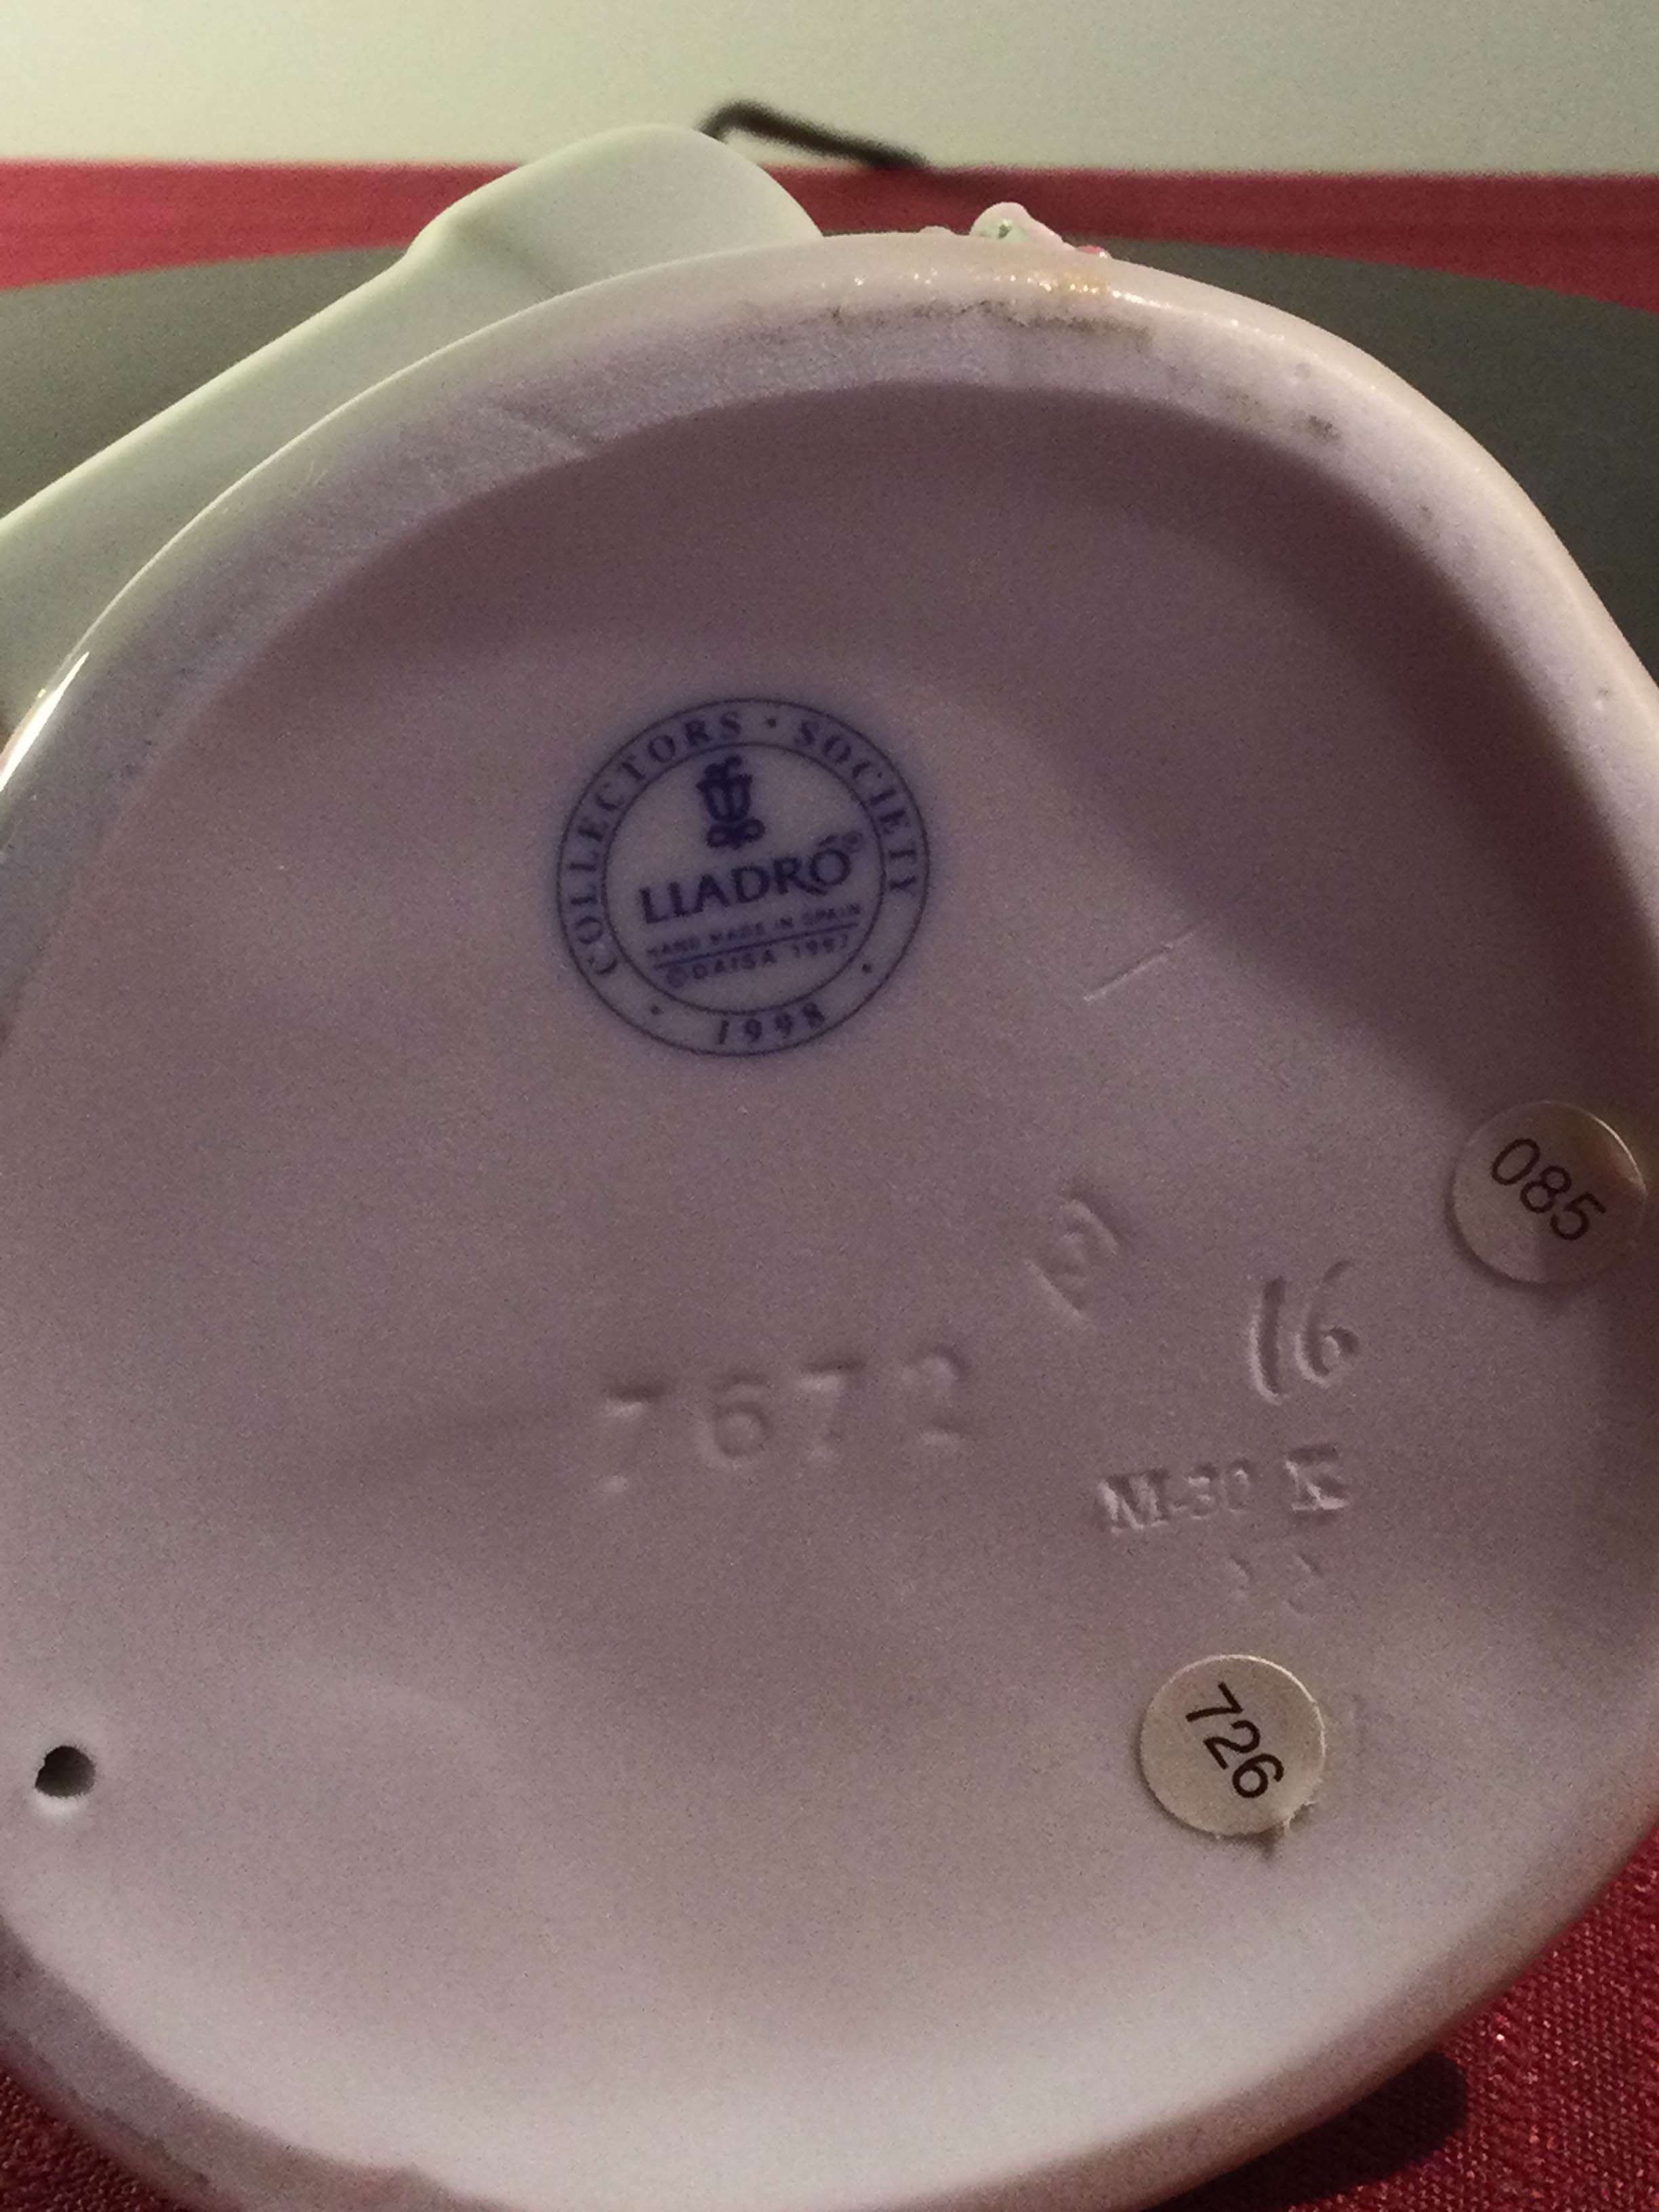 COLLECTORS · SOCIETY
LLADRÓ®
HAND MADE IN SPAIN
©DAISA 1997
· 1998 ·
085
16
7672
M-30 K
726